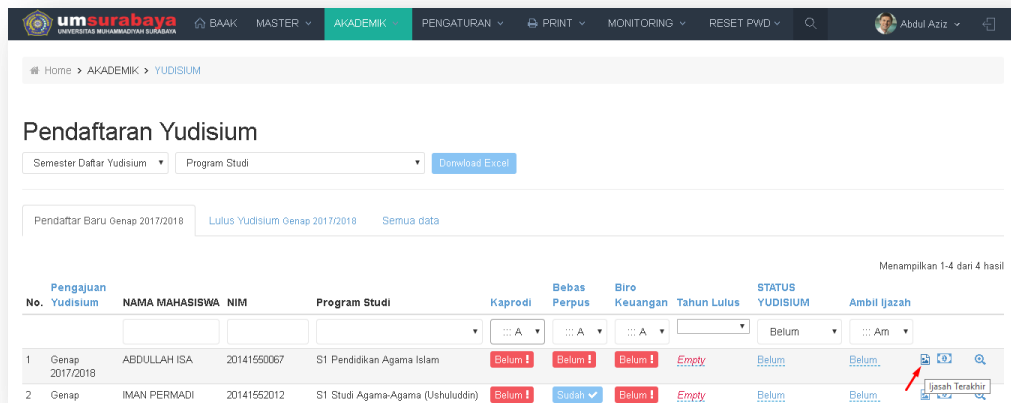 umsurabaya
UNIVERSITAS MUHAMMADIYAH SURABAYA
BAAK MASTER AKADEMIK PENGATURAN PRINT MONITORING RESET PWD Abdul Aziz
Home > AKADEMIK > YUDISIUM
Pendaftaran Yudisium
Semester Daftar Yudisium Program Studi Donwload Excel
Pendaftar Baru Genap 2017/2018 Lulus Yudisium Genap 2017/2018 Semua data
Menampilkan 1-4 dari 4 hasil
No. Pengajuan Yudisium NAMA MAHASISWA NIM Program Studi Kaprodi Bebas Perpus Biro Keuangan Tahun Lulus STATUS YUDISIUM Ambil Ijazah
::: A ::: A ::: A Belum ::: Am
1 Genap 2017/2018 ABDULLAH ISA 20141550067 S1 Pendidikan Agama Islam Belum ! Belum ! Belum ! Empty Belum Belum
Ijasah Terakhir
2 Genap IMAN PERMADI 20141552012 S1 Studi Agama-Agama (Ushuluddin) Belum ! Sudah ✓ Belum ! Empty Belum Belum